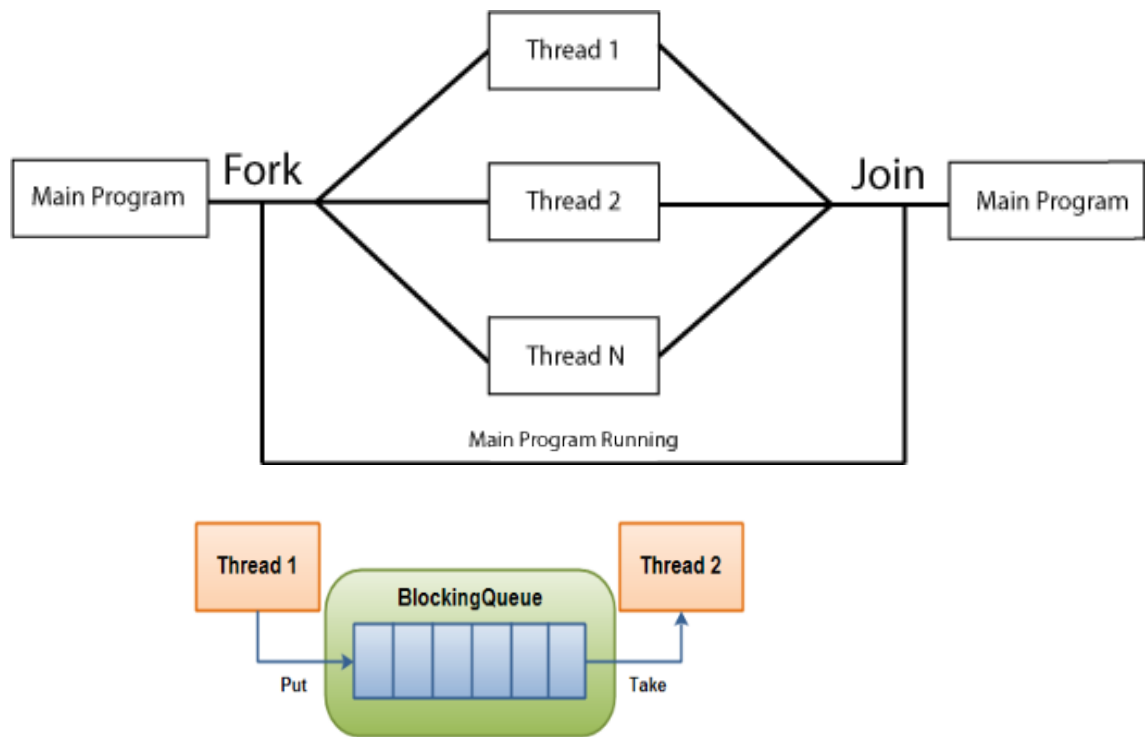 Thread 1
Fork
Join
Main Program
Thread 2
Main Program
Thread N
Main Program Running
Thread 1
Thread 2
BlockingQueue
Put
Take